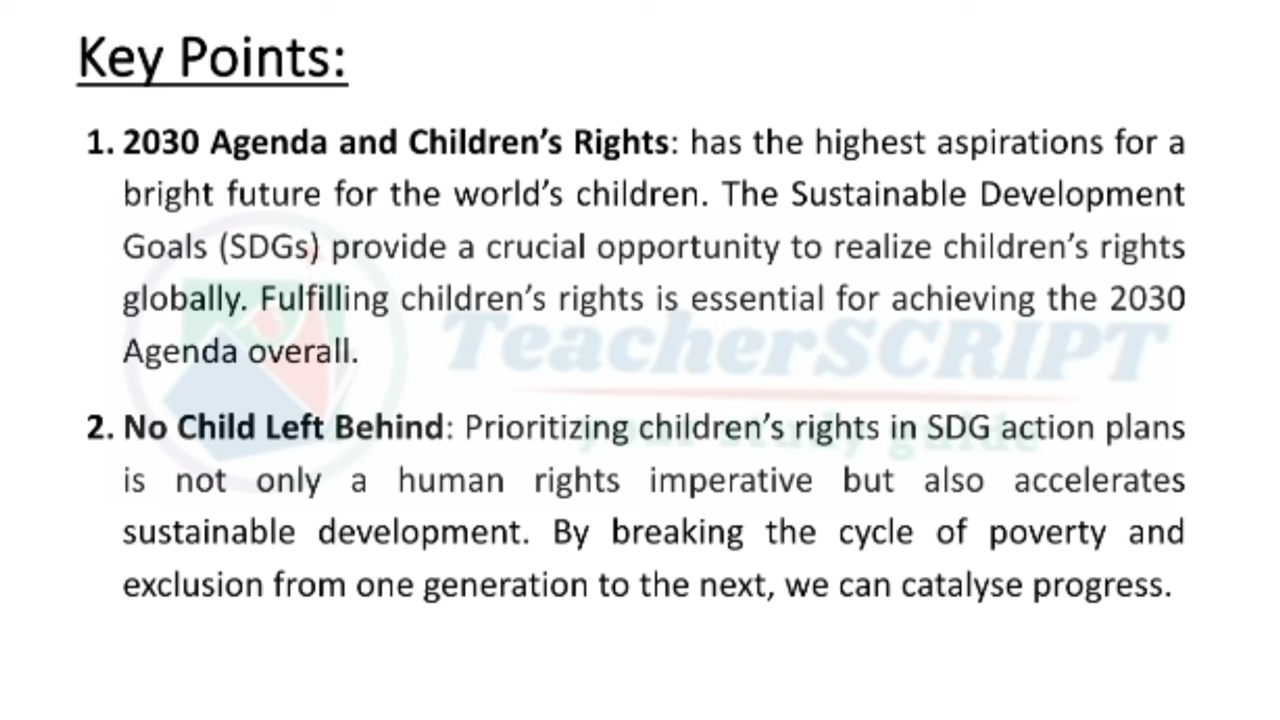 Key Points:
1. 2030 Agenda and Children's Rights: has the highest aspirations for a
bright future for the world's children. The Sustainable Development
Goals (SDGs) provide a crucial opportunity to realize children's rights
globally. Fulfilling children's rights is essential for achieving the 2030
Agenda overall.
TeacherSCRIPT
2. No Child Left Behind: Prioritizing children's rights in SDG action plans
your study guide
is not only a human rights imperative but also accelerates
sustainable development. By breaking the cycle of poverty and
exclusion from one generation to the next, we can catalyse progress.